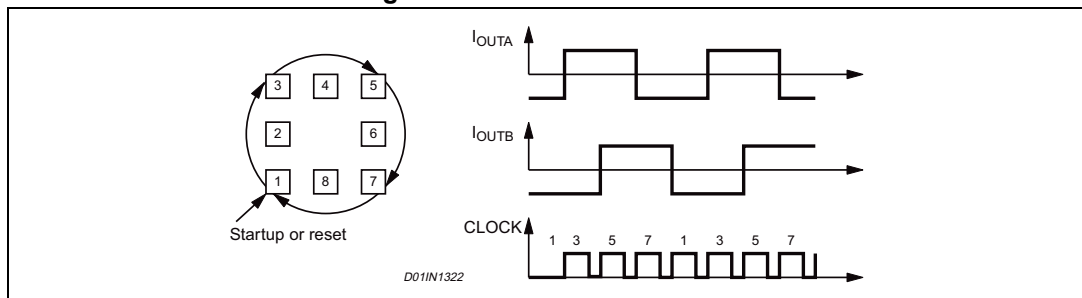 g
3 4 5
2 6
1 8 7
Startup or reset
D01IN1322
IOUTA
IOUTB
CLOCK
1 3 5 7 1 3 5 7